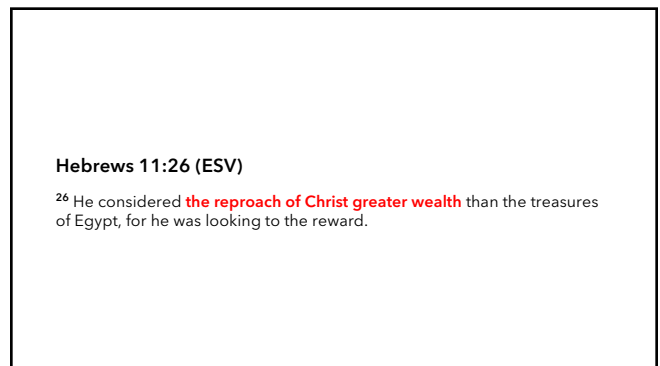 Hebrews 11:26 (ESV)
26 He considered the reproach of Christ greater wealth than the treasures
of Egypt, for he was looking to the reward.